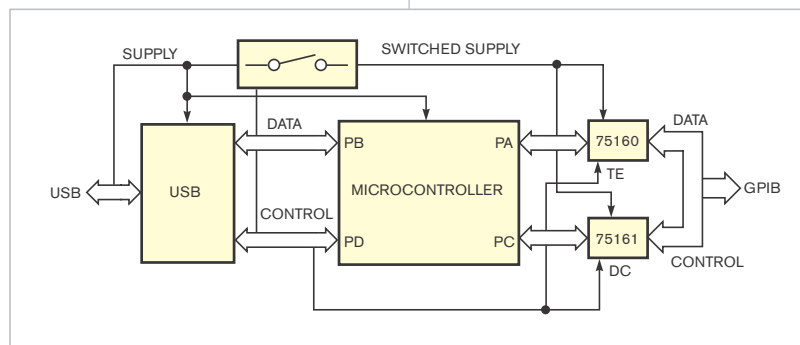 SUPPLY
SWITCHED SUPPLY
DATA
DATA
PB
PA
75160
TE
USB
USB
MICROCONTROLLER
GPIB
CONTROL
PD
PC
75161
CONTROL
DC